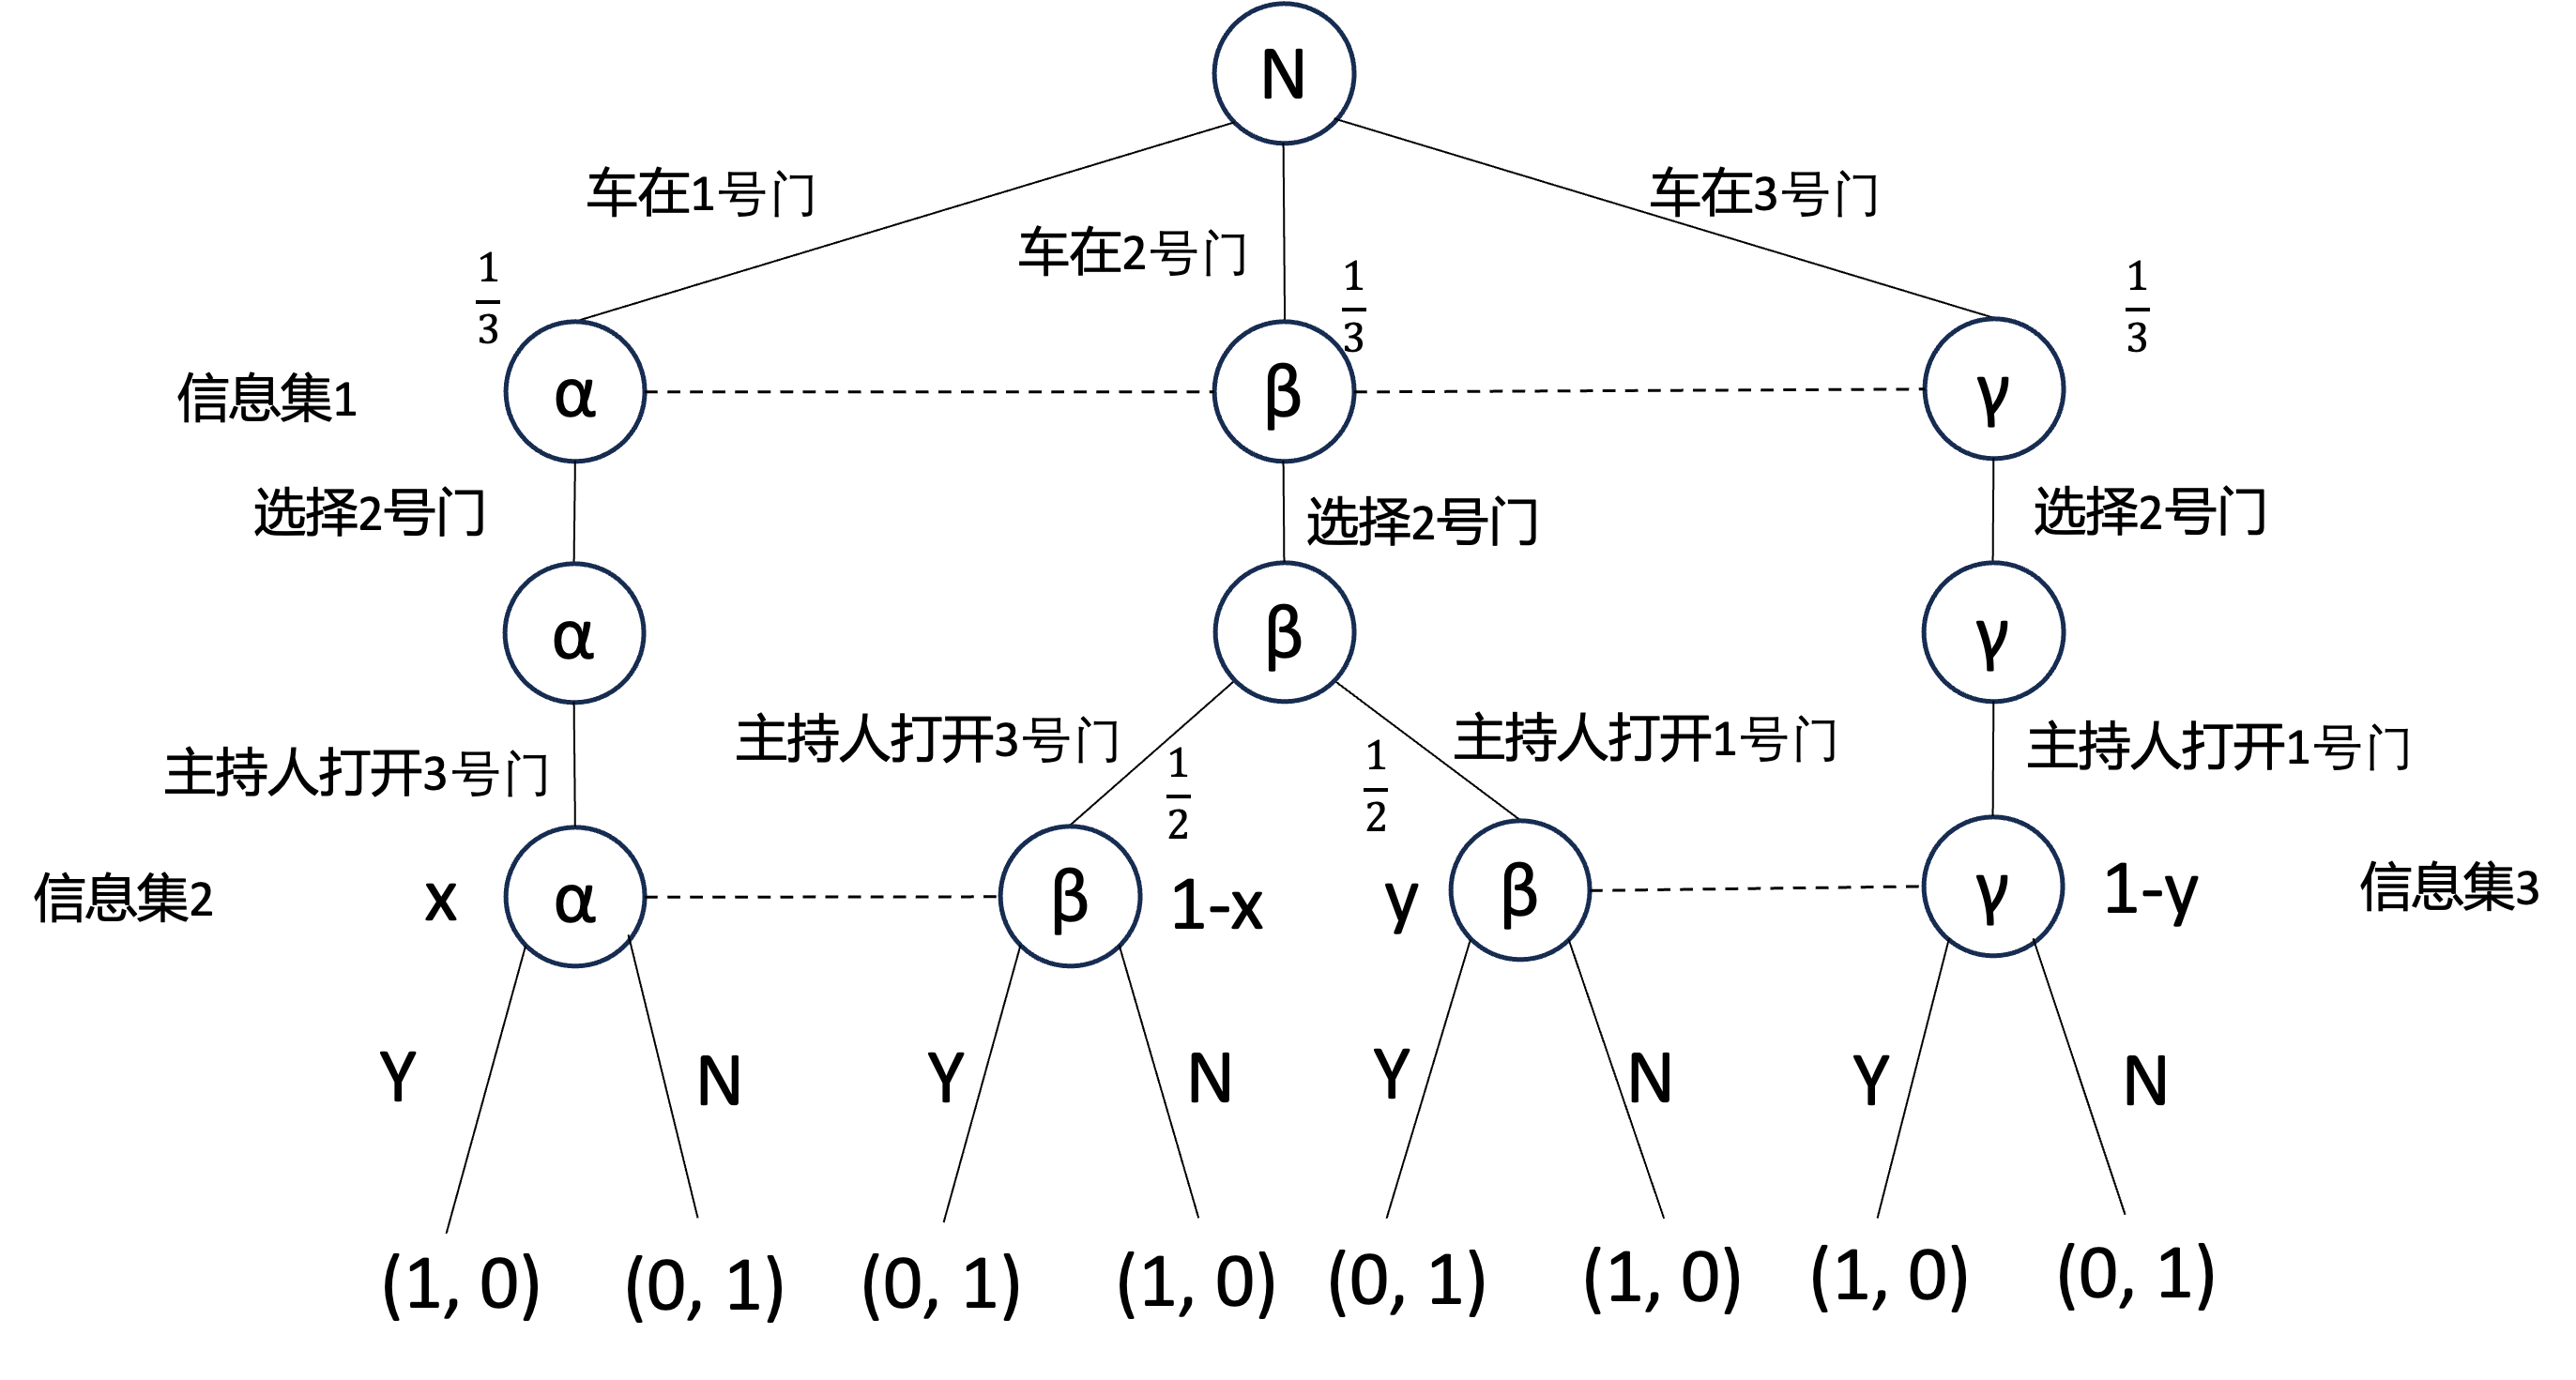 N
车在1号门
车在2号门
车在3号门
1/3
1/3
1/3
信息集1
α
β
γ
选择2号门
选择2号门
选择2号门
α
β
γ
主持人打开3号门
主持人打开3号门
主持人打开1号门
主持人打开1号门
1/2
1/2
信息集2
x
α
β
1-x
y
β
γ
1-y
信息集3
Y
N
Y
N
Y
N
Y
N
(1, 0)
(0, 1)
(0, 1)
(1, 0)
(0, 1)
(1, 0)
(1, 0)
(0, 1)